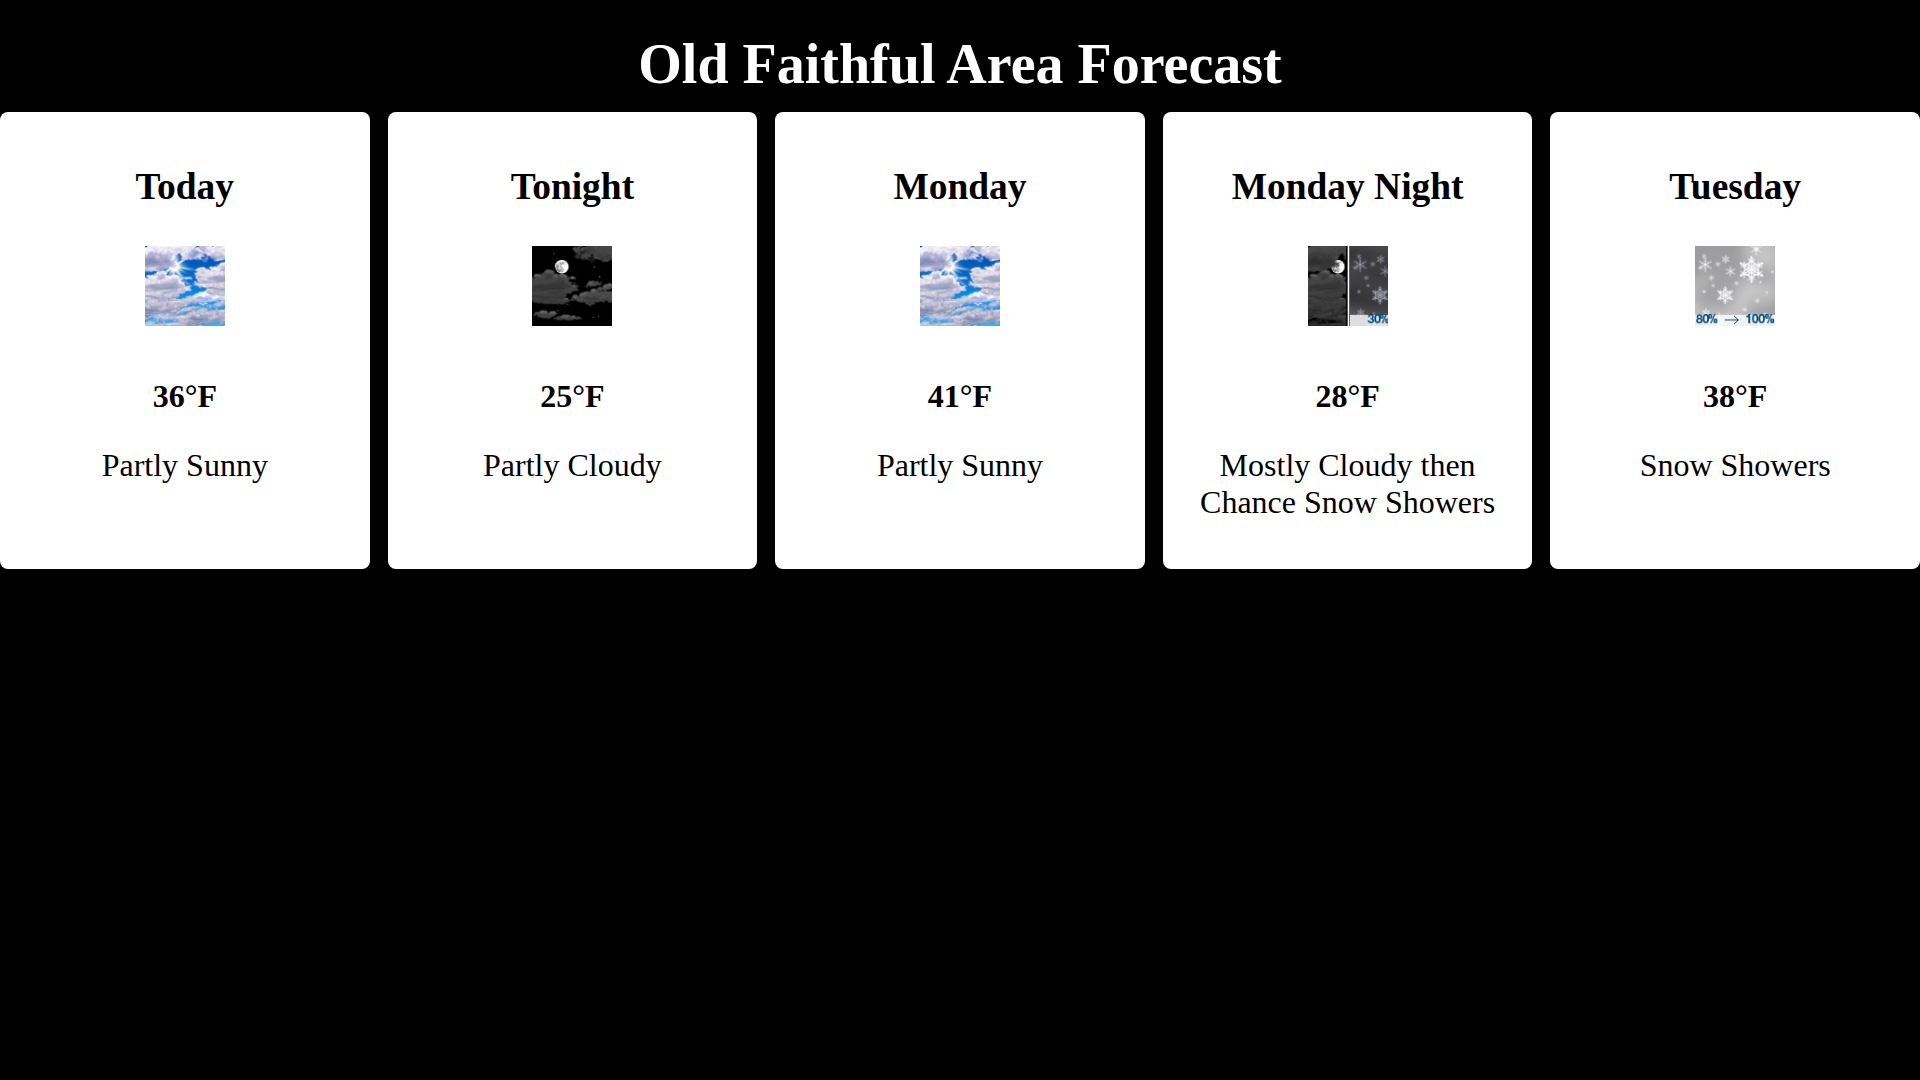 Old Faithful Area Forecast
Today
36°F
Partly Sunny
Tonight
25°F
Partly Cloudy
Monday
41°F
Partly Sunny
Monday Night
30%
28°F
Mostly Cloudy then
Chance Snow Showers
Tuesday
80% → 100%
38°F
Snow Showers